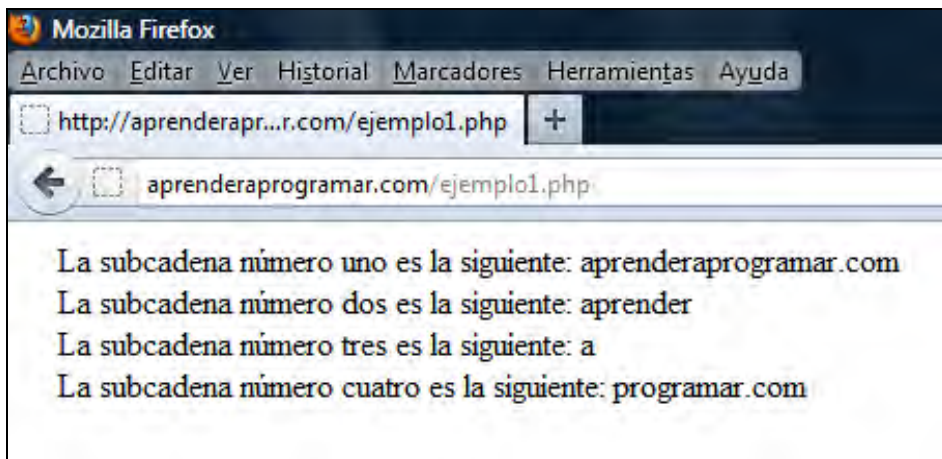 Mozilla Firefox
Archivo Editar Ver Historial Marcadores Herramientas Ayuda
http://aprenderapr...r.com/ejemplo1.php +
aprenderaprogramar.com/ejemplo1.php
La subcadena número uno es la siguiente: aprenderaprogramar.com
La subcadena número dos es la siguiente: aprender
La subcadena número tres es la siguiente: a
La subcadena número cuatro es la siguiente: programar.com